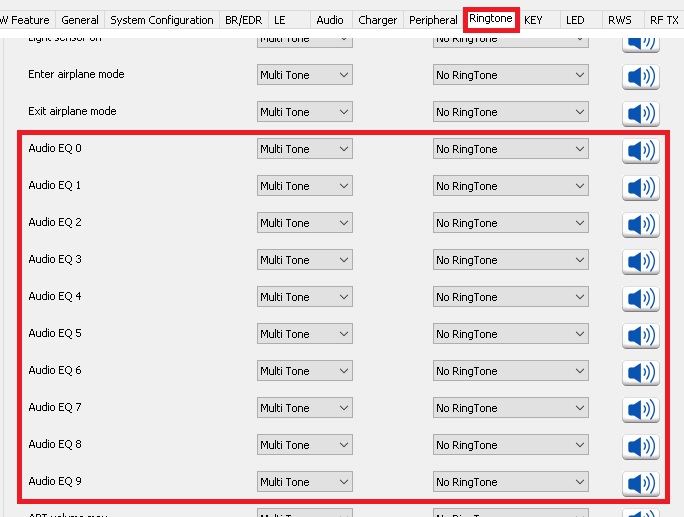 W Feature General System Configuration BR/EDR LE Audio Charger Peripheral Ringtone KEY LED RWS RF TX
Light sensor on Multi Tone No RingTone
Enter airplane mode Multi Tone No RingTone
Exit airplane mode Multi Tone No RingTone
Audio EQ 0 Multi Tone No RingTone
Audio EQ 1 Multi Tone No RingTone
Audio EQ 2 Multi Tone No RingTone
Audio EQ 3 Multi Tone No RingTone
Audio EQ 4 Multi Tone No RingTone
Audio EQ 5 Multi Tone No RingTone
Audio EQ 6 Multi Tone No RingTone
Audio EQ 7 Multi Tone No RingTone
Audio EQ 8 Multi Tone No RingTone
Audio EQ 9 Multi Tone No RingTone